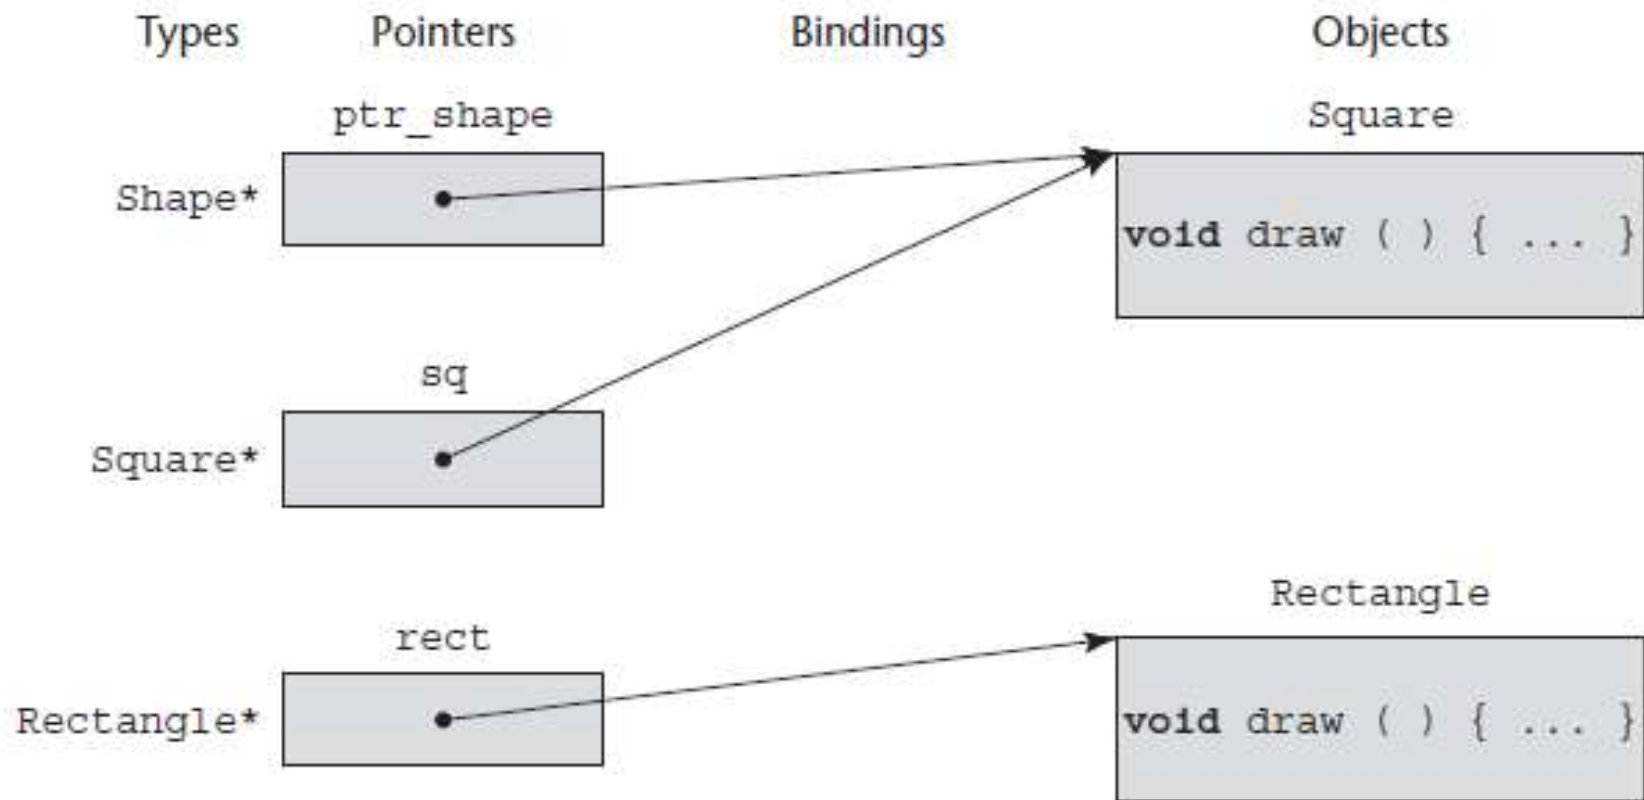 Types Pointers Bindings Objects
ptr_shape Square
Shape*
void draw ( ) { ... }
sq
Square*
Rectangle
rect
Rectangle* void draw ( ) { ... }